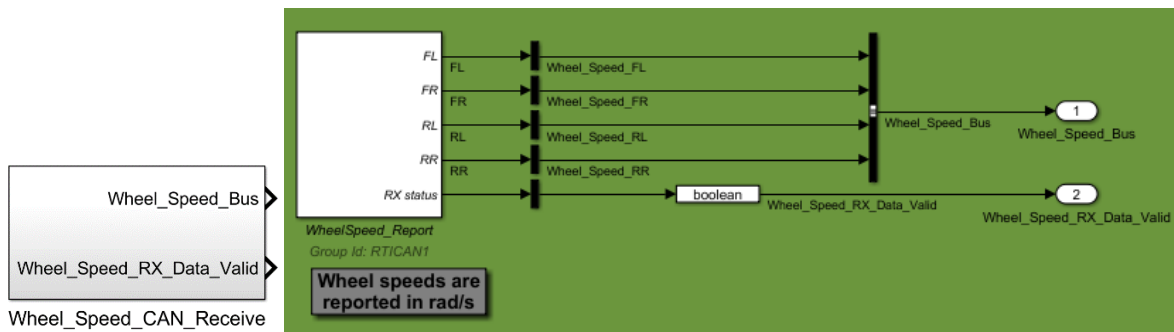 Wheel_Speed_Bus
Wheel_Speed_RX_Data_Valid
Wheel_Speed_CAN_Receive
FL
FL
Wheel_Speed_FL
FR
FR
Wheel_Speed_FR
RL
RL
Wheel_Speed_RL
RR
RR
Wheel_Speed_RR
RX status
boolean
Wheel_Speed_RX_Data_Valid
Wheel_Speed_Bus
1
Wheel_Speed_Bus
2
Wheel_Speed_RX_Data_Valid
WheelSpeed_Report
Group Id: RTICAN1
Wheel speeds are
reported in rad/s